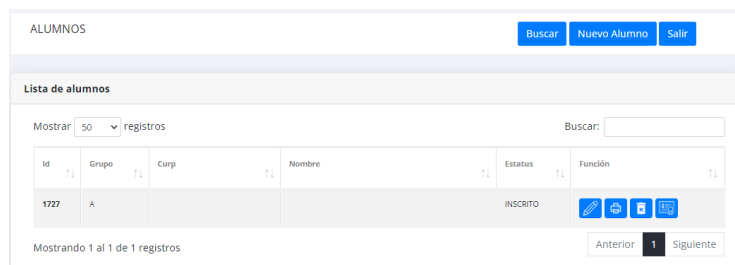 ALUMNOS
Buscar Nuevo Alumno Salir
Lista de alumnos
Mostrar 50 registros Buscar:
Id Grupo Curp Nombre Estatus Función
1727 A INSCRITO
Mostrando 1 al 1 de 1 registros
Anterior 1 Siguiente